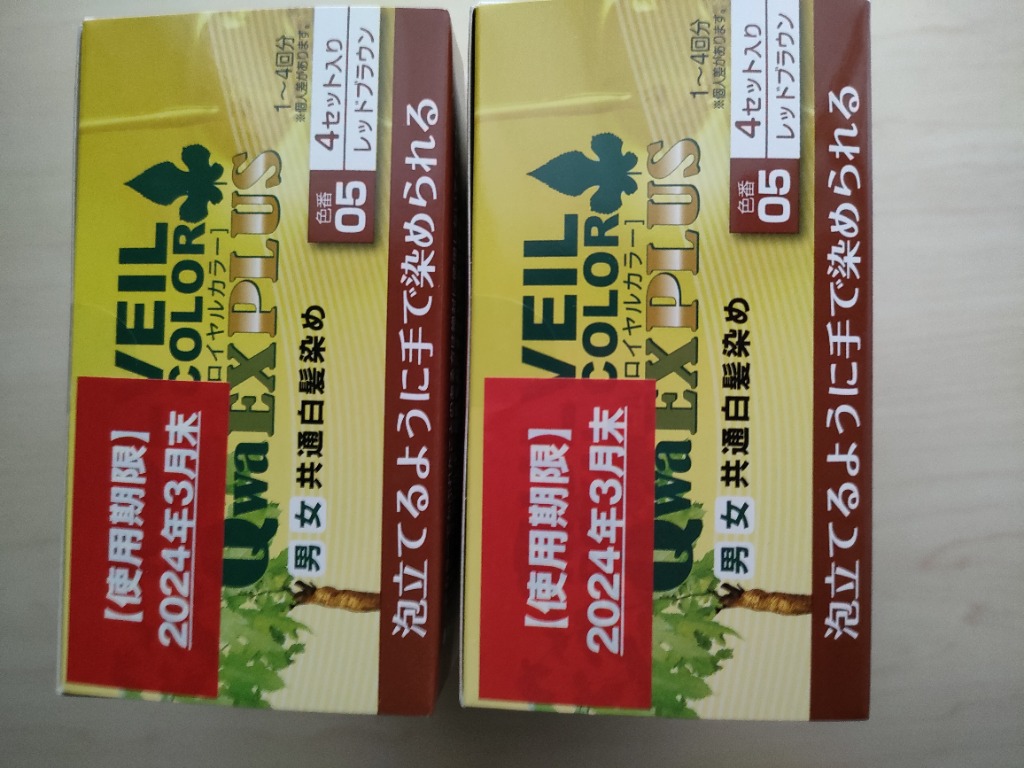 VEIL
COLOR
ロイヤルカラー]
Qwa EX PLUS
男女共通白髪染め
1〜4回分
※個人差があります。
4セット入り
レッドブラウン
色番
05
【使用期限】
2024年3月末
泡立てるように手で染められる
VEIL
COLOR
ロイヤルカラー]
Qwa EX PLUS
男女共通白髪染め
1〜4回分
※個人差があります。
4セット入り
レッドブラウン
色番
05
【使用期限】
2024年3月末
泡立てるように手で染められる